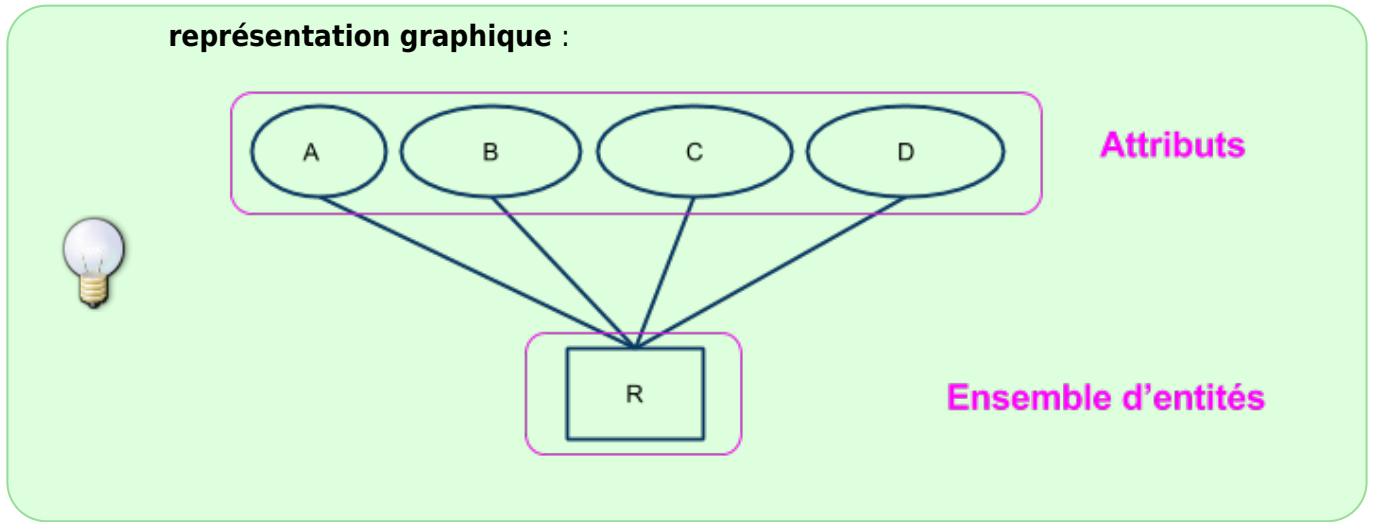 représentation graphique :
A B C D
Attributs
R
Ensemble d'entités